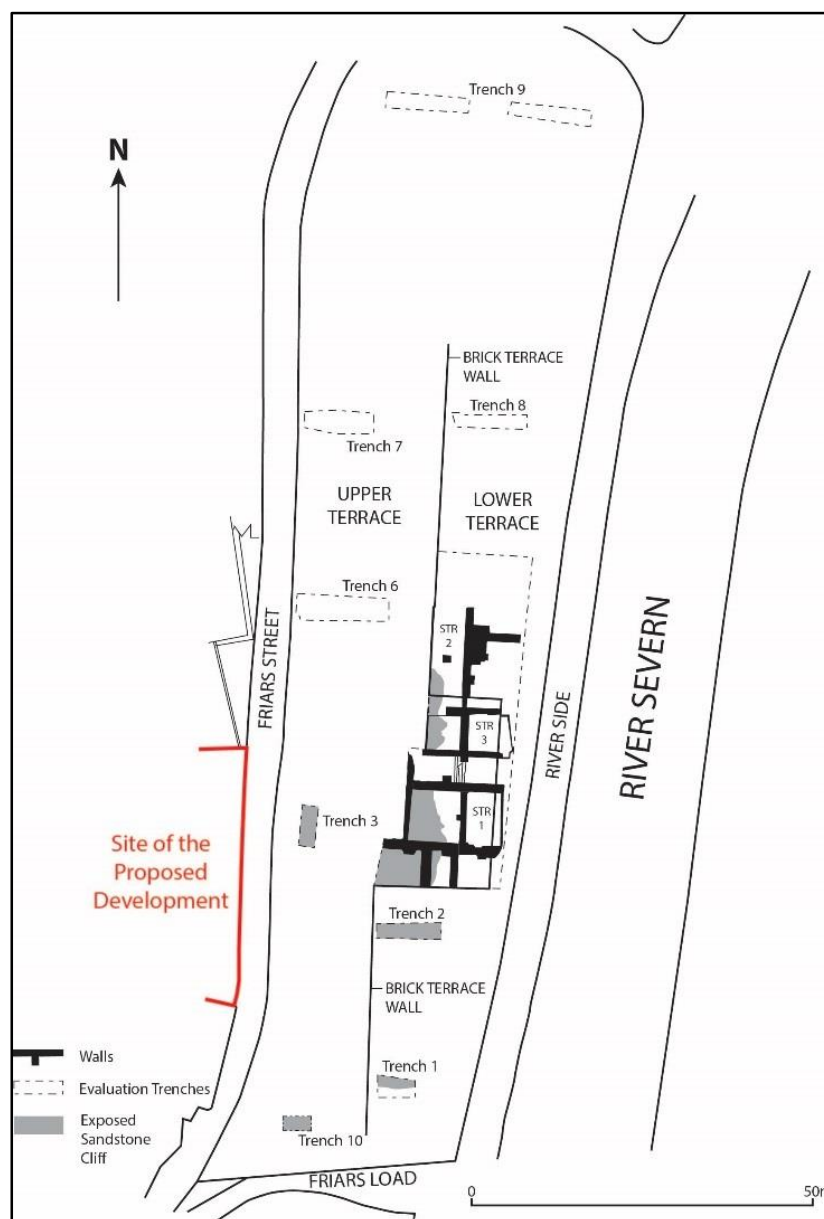 Trench 9
N
BRICK TERRACE
WALL
Trench 8
Trench 7
UPPER
TERRACE
LOWER
TERRACE
Trench 6
STR
2
FRIARS STREET
STR
3
RIVER SIDE
RIVER SEVERN
Trench 3
STR
1
Site of the
Proposed
Development
Trench 2
BRICK TERRACE
WALL
Walls
Trench 1
Evaluation Trenches
Exposed
Sandstone
Cliff
Trench 10
FRIARS LOAD
0
50m